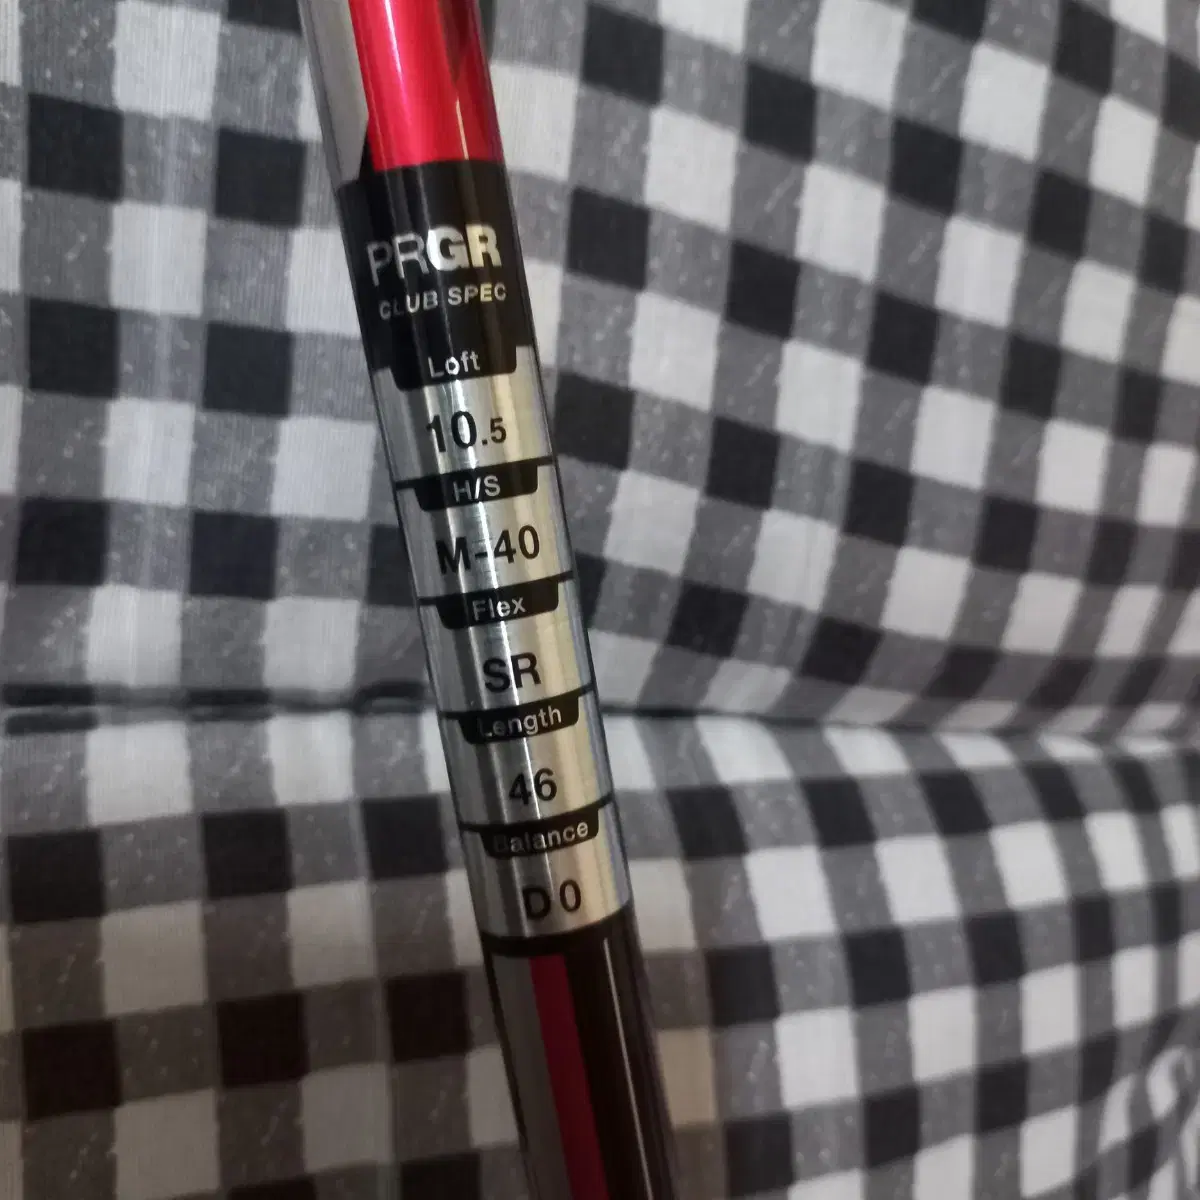 PRGR
CLUB SPEC
Loft
10.5
H/S
M-40
Flex
SR
Length
46
Balance
D0